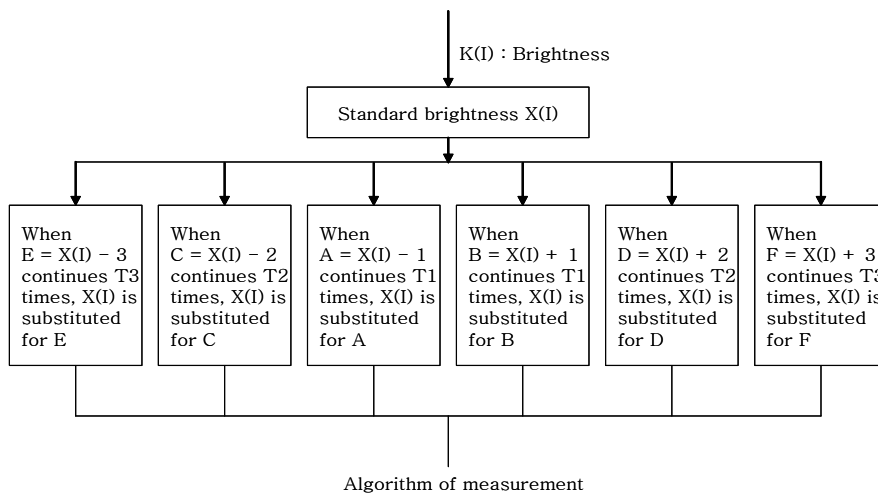 K(I) : Brightness
Standard brightness X(I)
When
E = X(I) - 3
continues T3
times, X(I) is
substituted
for E
When
C = X(I) - 2
continues T2
times, X(I) is
substituted
for C
When
A = X(I) - 1
continues T1
times, X(I) is
substituted
for A
When
B = X(I) + 1
continues T1
times, X(I) is
substituted
for B
When
D = X(I) + 2
continues T2
times, X(I) is
substituted
for D
When
F = X(I) + 3
continues T3
times, X(I) is
substituted
for F
Algorithm of measurement